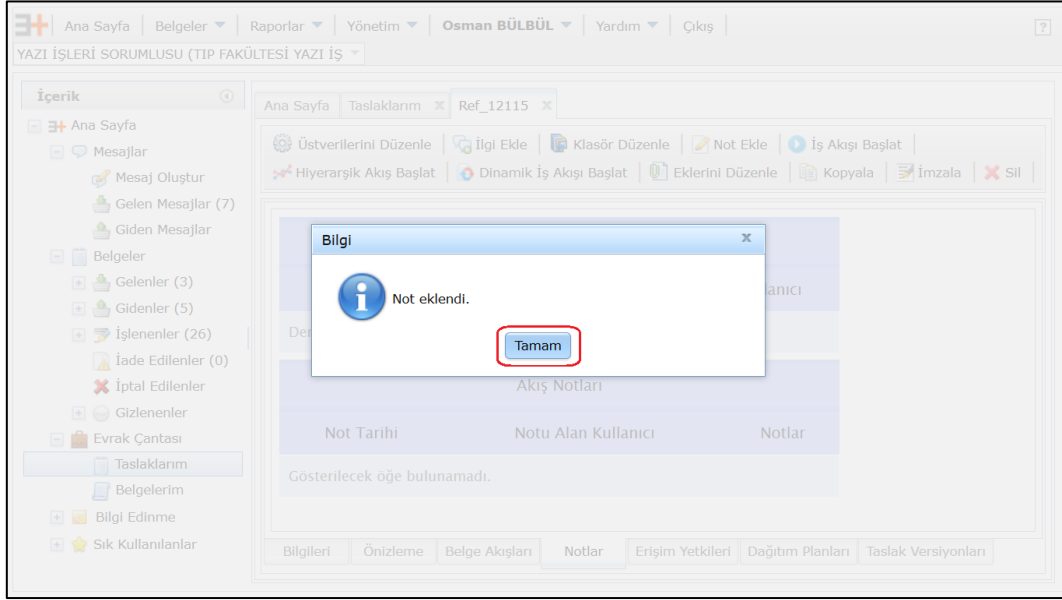 Ana Sayfa Belgeler Raporlar Yönetim Osman BÜLBÜL Yardım Çıkış ?
YAZI İŞLERİ SORUMLUSU (TIP FAKÜLTESİ YAZI İŞ
İçerik
Ana Sayfa
Mesajlar
Mesaj Oluştur
Gelen Mesajlar (7)
Giden Mesajlar
Belgeler
Gelenler (3)
Gidenler (5)
İşlenenler (26)
İade Edilenler (0)
İptal Edilenler
Gizlenenler
Evrak Çantası
Taslaklarım
Belgelerim
Bilgi Edinme
Sık Kullanılanlar
Ana Sayfa Taslaklarım x Ref_12115 x
Üstverilerini Düzenle İlgi Ekle Klasör Düzenle Not Ekle İş Akışı Başlat
Hiyerarşik Akış Başlat Dinamik İş Akışı Başlat Eklerini Düzenle Kopyala İmzala Sil
Bilgi x
Not eklendi.
Tamam
lanıcı
Der
Akış Notları
Not Tarihi Notu Alan Kullanıcı Notlar
Gösterilecek öğe bulunamadı.
Bilgileri Önizleme Belge Akışları Notlar Erişim Yetkileri Dağıtım Planları Taslak Versiyonları